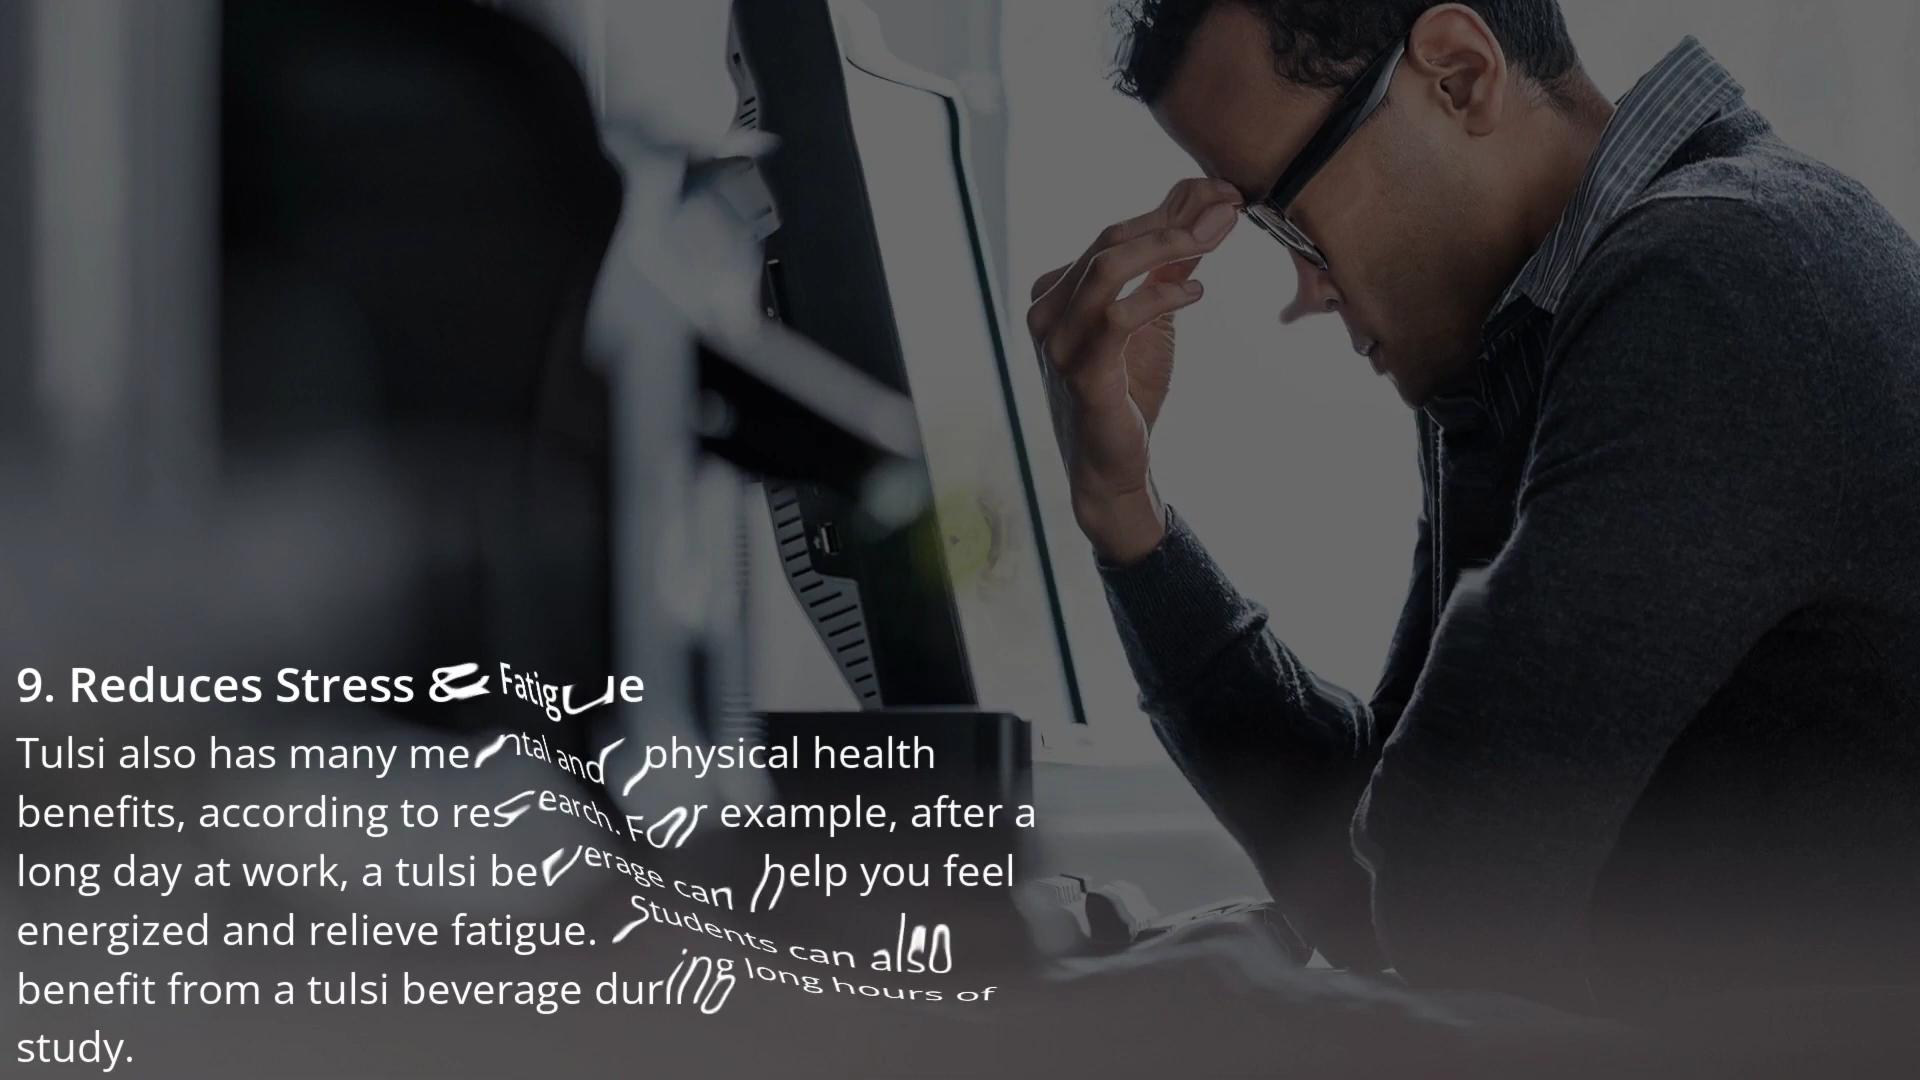 9. Reduces Stress & Fatigue
Tulsi also has many mental and physical health
benefits, according to research. For example, after a
long day at work, a tulsi beverage can help you feel
energized and relieve fatigue. Students can also
benefit from a tulsi beverage during long hours of
study.